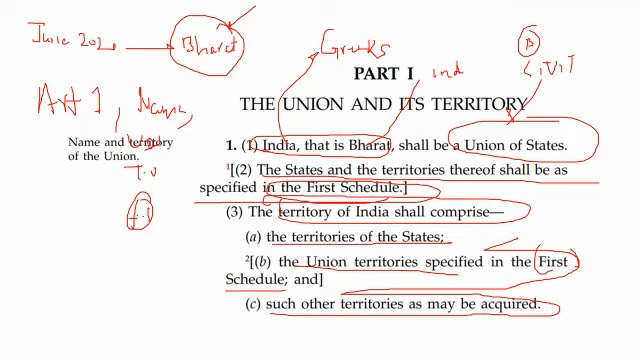 June 202
Bharat
Greeks
B
Art 1, Name,
PART I
THE UNION AND ITS TERRITORY
Name and territory
of the Union.
1. (1) India, that is Bharat, shall be a Union of States.
1[(2) The States and the territories thereof shall be as
specified in the First Schedule.]
(3) The territory of India shall comprise—
(a) the territories of the States;
2[(b) the Union territories specified in the First
Schedule; and]
(c) such other territories as may be acquired.